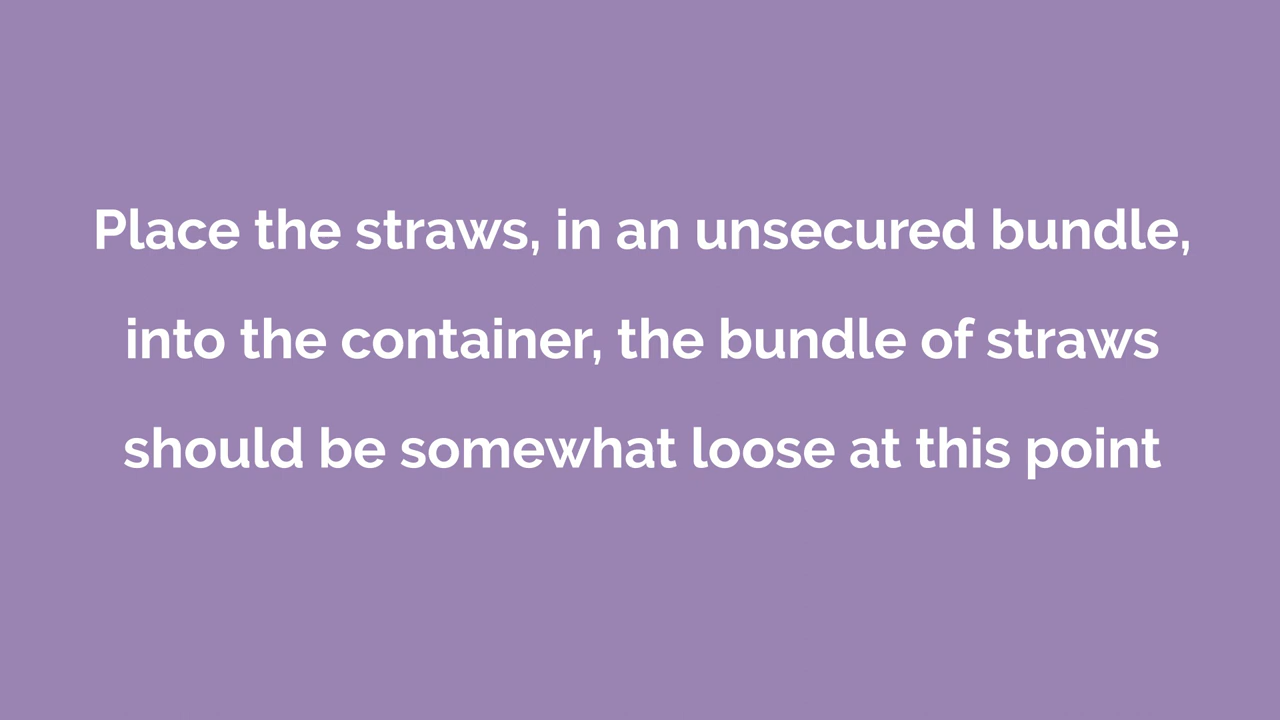 Place the straws, in an unsecured bundle,
into the container, the bundle of straws
should be somewhat loose at this point